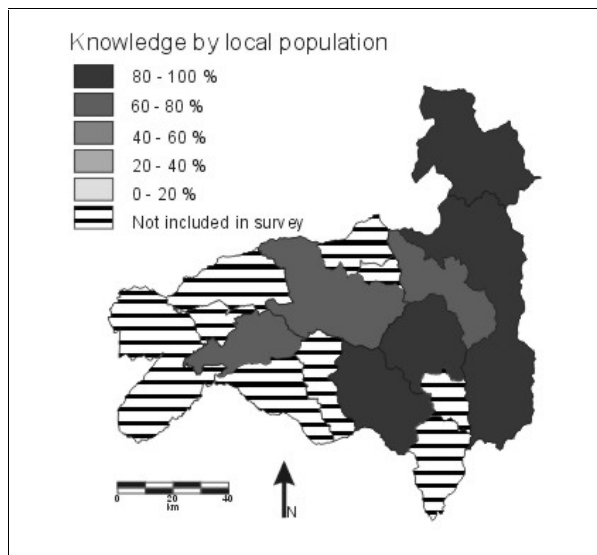 Knowledge by local population
80 - 100 %
60 - 80 %
40 - 60 %
20 - 40 %
0 - 20 %
Not included in survey
0 20 40
km
N